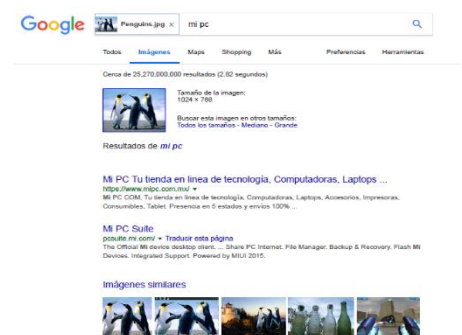 Google Penguins.jpg × mi pc
Todos Imágenes Maps Shopping Más Preferencias Herramientas
Cerca de 25,270,000,000 resultados (2.82 segundos)
Tamaño de la imagen:
1024 × 768
Buscar esta imagen en otros tamaños:
Todos los tamaños - Mediano - Grande
Resultados de mi pc
Mi PC Tu tienda en linea de tecnología, Computadoras, Laptops ...
https://www.mipc.com.mx/
Mi PC COM, Tu tienda en linea de tecnología, Computadoras, Laptops, Accesorios, Impresoras,
Consumibles, Tablet. Presencia en 5 estados y envios 100% ...
Mi PC Suite
pcsuite.mi.com/ Traducir esta página
The Official Mi device desktop client. ... Share PC Internet. File Manager. Backup & Recovery. Flash Mi
Devices. Integrated Support. Powered by MIUI 2015.
Imágenes similares